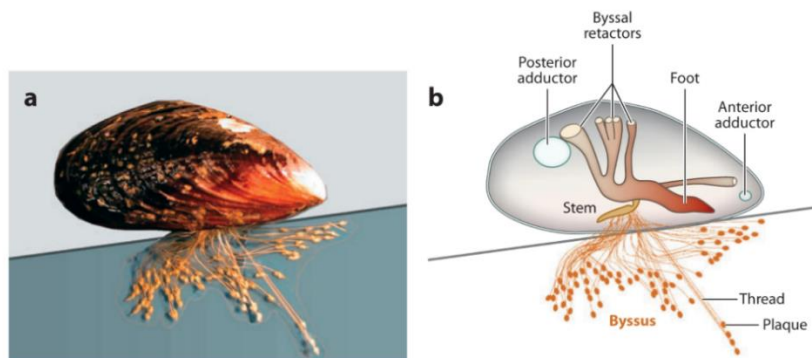 a
b
Byssal
retactors
Posterior
adductor
Foot
Anterior
adductor
Stem
Thread
Plaque
Byssus